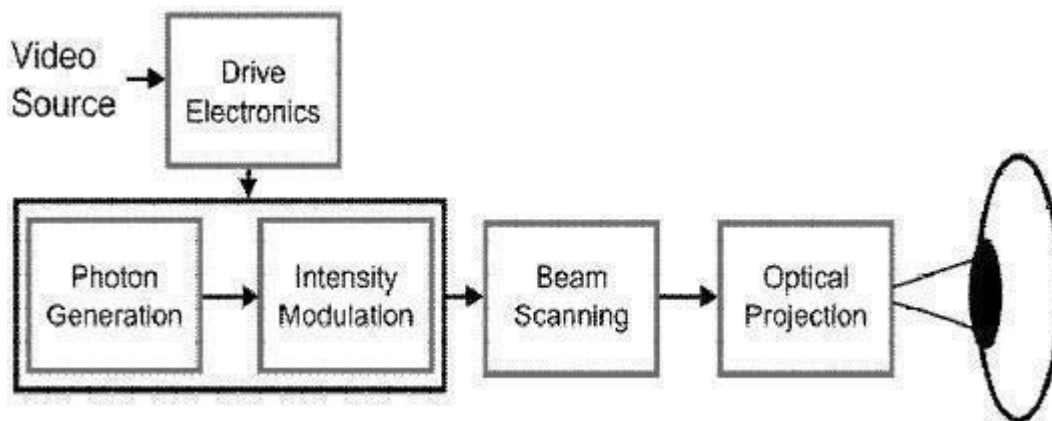 Video
Source
Drive
Electronics
Photon
Generation
Intensity
Modulation
Beam
Scanning
Optical
Projection